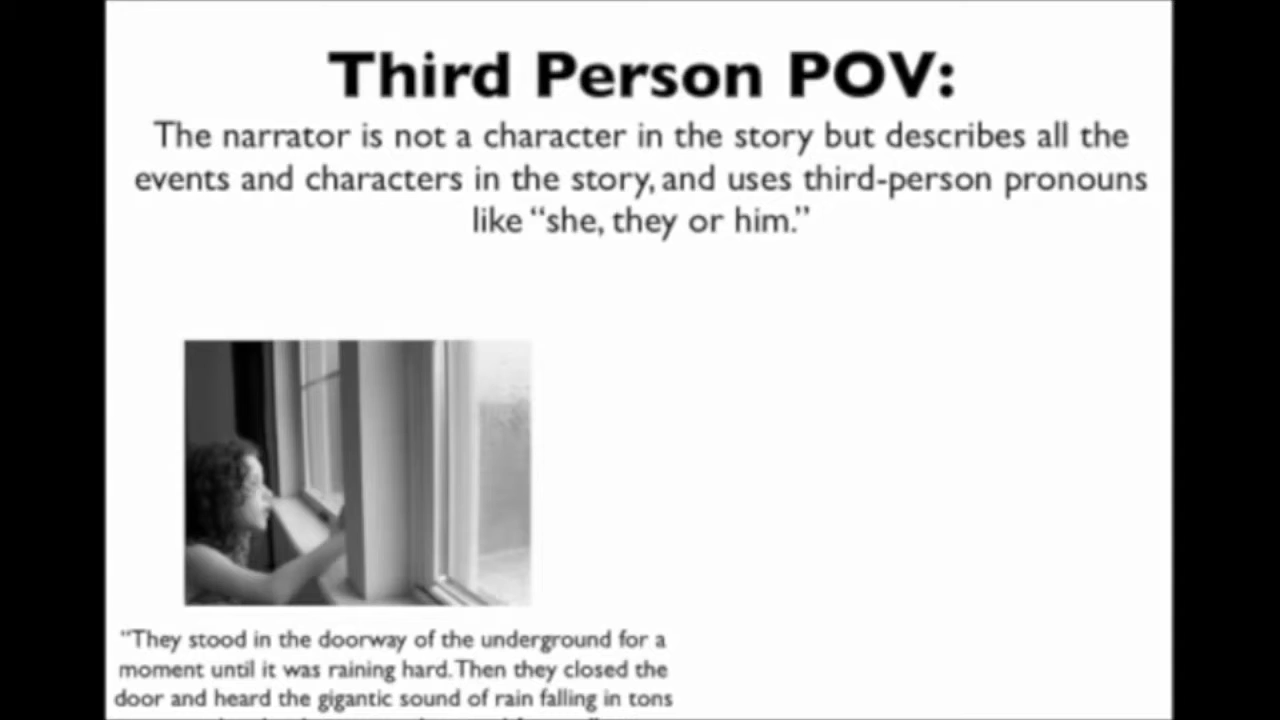 Third Person POV:
The narrator is not a character in the story but describes all the
events and characters in the story, and uses third-person pronouns
like “she, they or him.”
“They stood in the doorway of the underground for a
moment until it was raining hard. Then they closed the
door and heard the gigantic sound of rain falling in tons